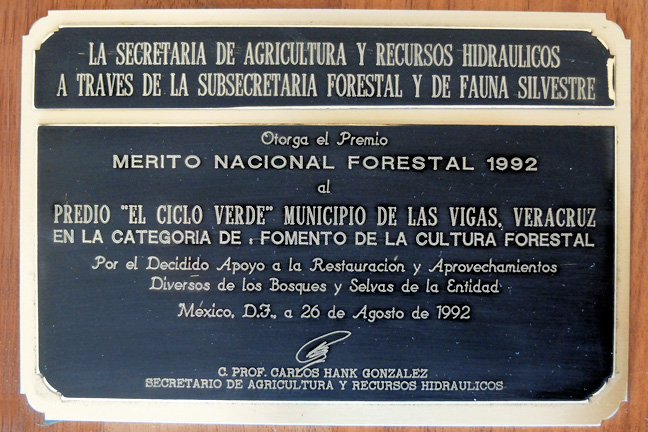 LA SECRETARIA DE AGRICULTURA Y RECURSOS HIDRAULICOS
A TRAVES DE LA SUBSECRETARIA FORESTAL Y DE FAUNA SILVESTRE
Otorga el Premio
MERITO NACIONAL FORESTAL 1992
al
PREDIO "EL CICLO VERDE" MUNICIPIO DE LAS VIGAS, VERACRUZ
EN LA CATEGORIA DE : FOMENTO DE LA CULTURA FORESTAL
Por el Decidido Apoyo a la Restauración y Aprovechamientos
Diversos de los Bosques y Selvas de la Entidad
México, D.F., a 26 de Agosto de 1992
C. PROF. CARLOS HANK GONZALEZ
SECRETARIO DE AGRICULTURA Y RECURSOS HIDRAULICOS